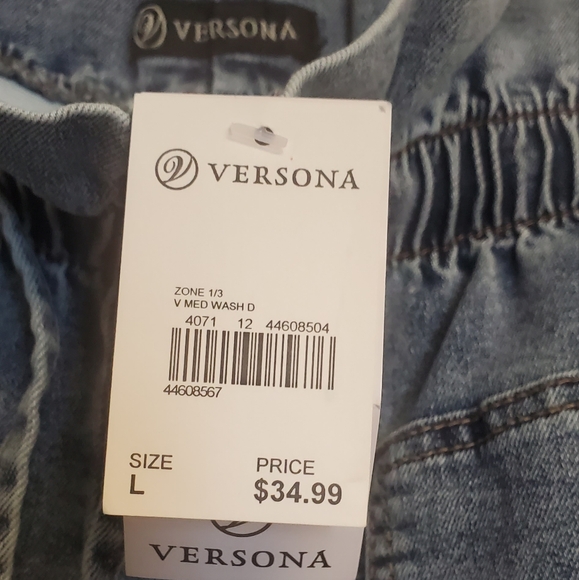 VERSONA
VERSONA
ZONE 1/3
V MED WASH D
4071 12 44608504
44608567
SIZE PRICE
L $34.99
VERSONA